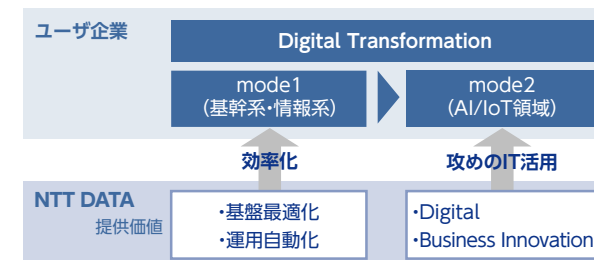 ユーザ企業
Digital Transformation
mode1
(基幹系・情報系)
mode2
(AI/IoT領域)
効率化
攻めのIT活用
NTT DATA
提供価値
・基盤最適化
・運用自動化
・Digital
・Business Innovation